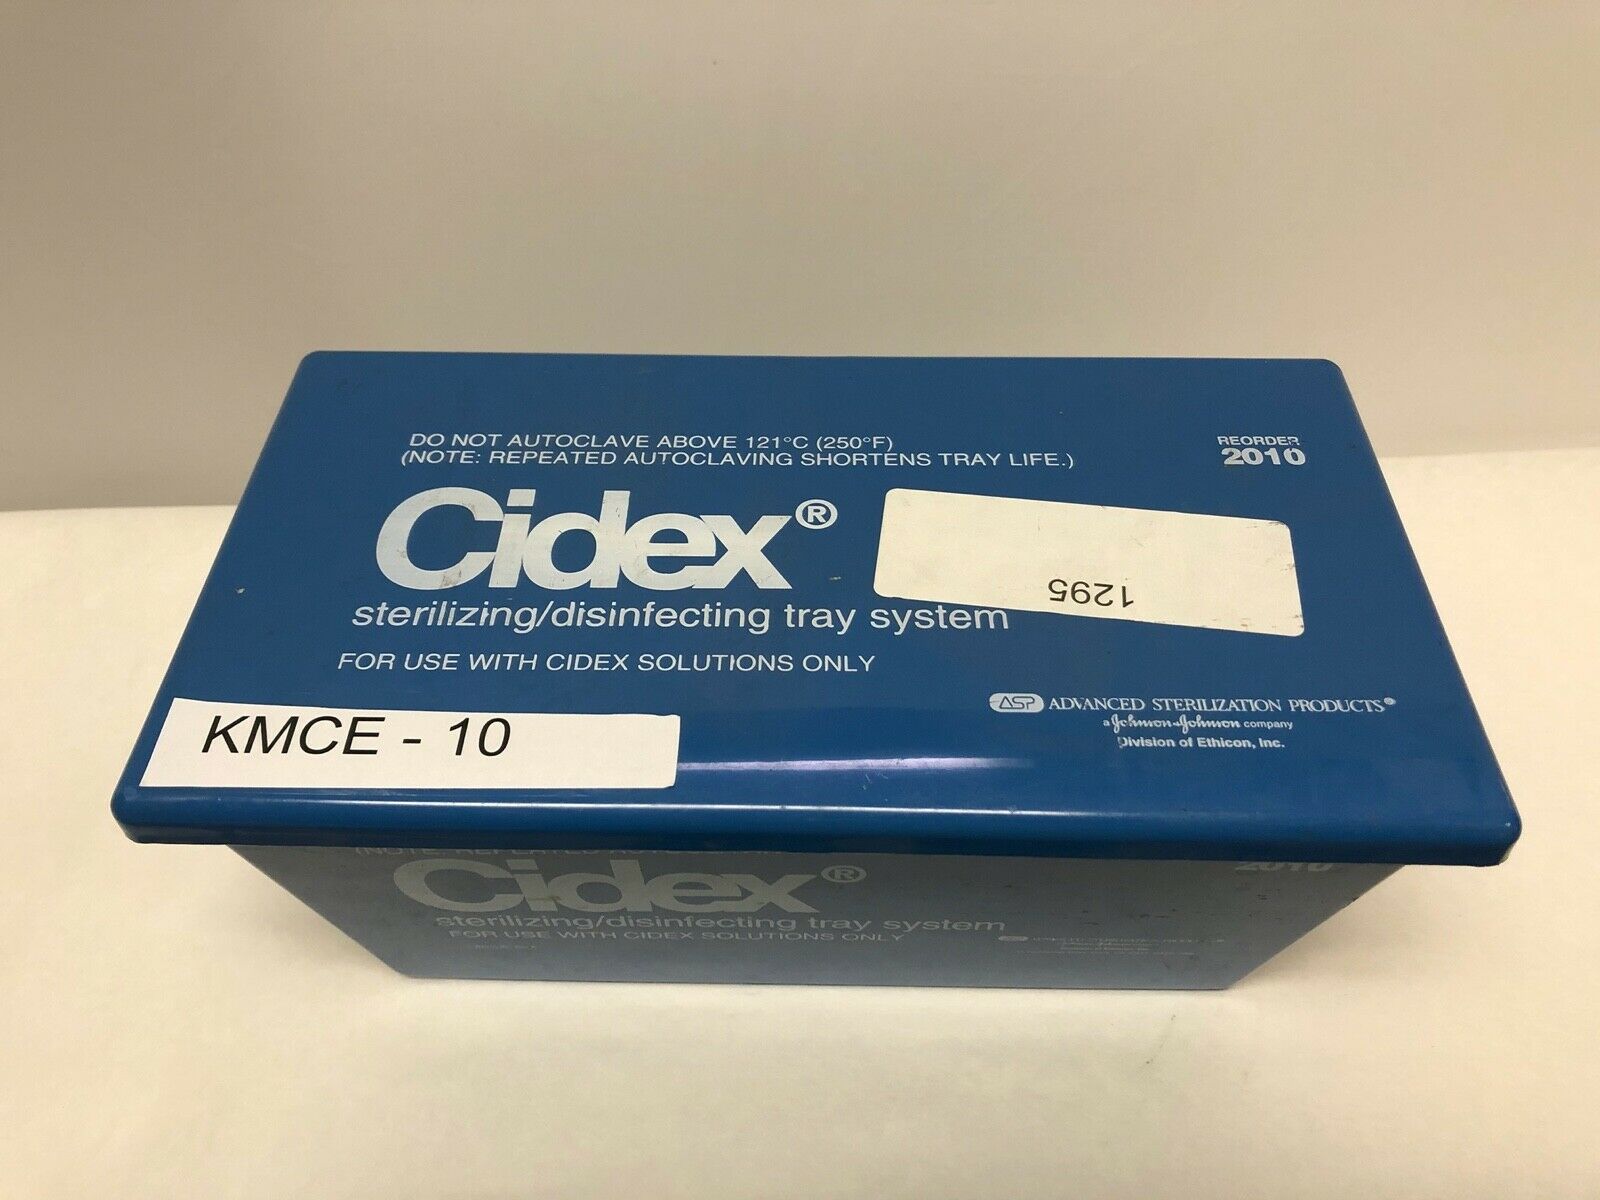 DO NOT AUTOCLAVE ABOVE 121°C (250°F)
(NOTE: REPEATED AUTOCLAVING SHORTENS TRAY LIFE.)
REORDER
2010
Cidex®
1295
sterilizing/disinfecting tray system
FOR USE WITH CIDEX SOLUTIONS ONLY
ASP ADVANCED STERILIZATION PRODUCTS®
a Johnson & Johnson company
Division of Ethicon, Inc.
KMCE - 10
2010
Cidex®
sterilizing/disinfecting tray system
FOR USE WITH CIDEX SOLUTIONS ONLY